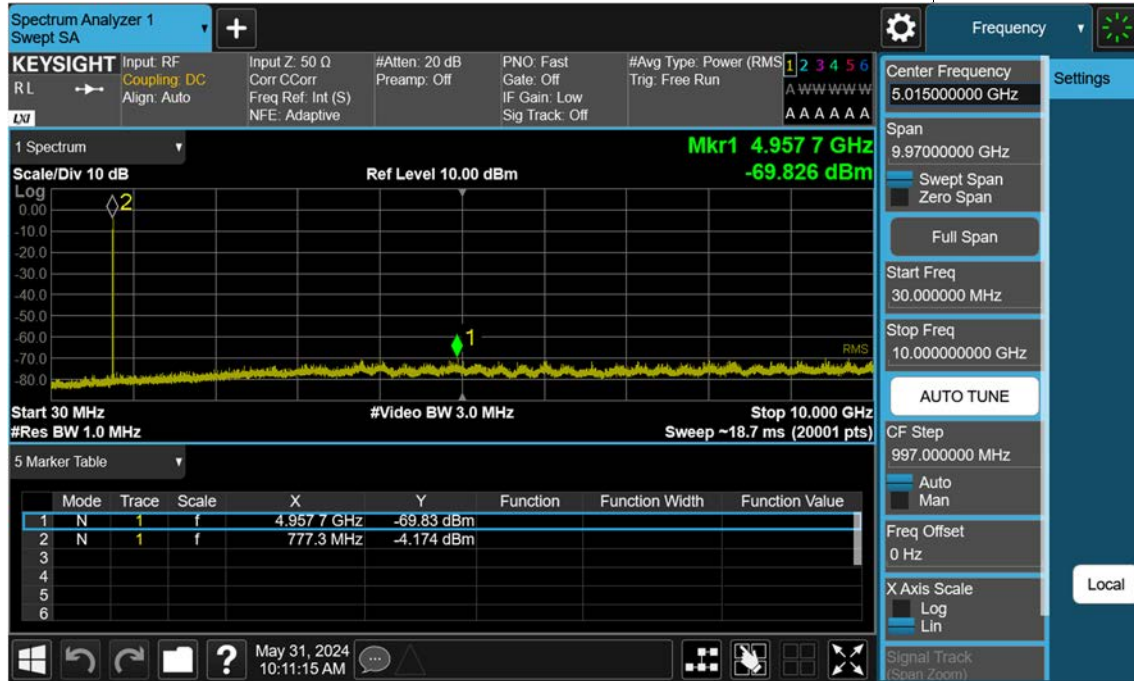 Spectrum Analyzer 1
Swept SA
+
Frequency
KEYSIGHT
RL
LXI
Input: RF
Coupling: DC
Align: Auto
Input Z: 50 Ω
Corr CCorr
Freq Ref: Int (S)
NFE: Adaptive
#Atten: 20 dB
Preamp: Off
PNO: Fast
Gate: Off
IF Gain: Low
Sig Track: Off
#Avg Type: Power (RMS
Trig: Free Run
1 2 3 4 5 6
A W W W W W
A A A A A A
1 Spectrum
Scale/Div 10 dB
Ref Level 10.00 dBm
Mkr1 4.957 7 GHz
-69.826 dBm
Log
0.00
-10.0
-20.0
-30.0
-40.0
-50.0
-60.0
-70.0
-80.0
2
1
RMS
Start 30 MHz
#Video BW 3.0 MHz
Stop 10.000 GHz
#Res BW 1.0 MHz
Sweep ~18.7 ms (20001 pts)
5 Marker Table
Mode Trace Scale X Y Function Function Width Function Value
1 N 1 f 4.957 7 GHz -69.83 dBm
2 N 1 f 777.3 MHz -4.174 dBm
3
4
5
6
?
May 31, 2024
10:11:15 AM
Center Frequency
5.015000000 GHz
Span
9.97000000 GHz
Swept Span
Zero Span
Full Span
Start Freq
30.000000 MHz
Stop Freq
10.000000000 GHz
AUTO TUNE
CF Step
997.000000 MHz
Auto
Man
Freq Offset
0 Hz
X Axis Scale
Log
Lin
Signal Track
(Span Zoom)
Settings
Local